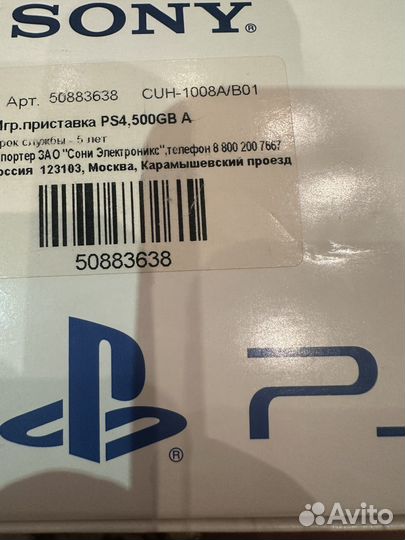 SONY®
Арт. 50883638 CUH-1008A/B01
Игр.приставка PS4,500GB A
рок службы - 5 лет
портер ЗАО "Сони Электроникс",телефон 8 800 200 7667
оссия 123103, Москва, Карамышевский проезд
50883638
®
PS
Avito